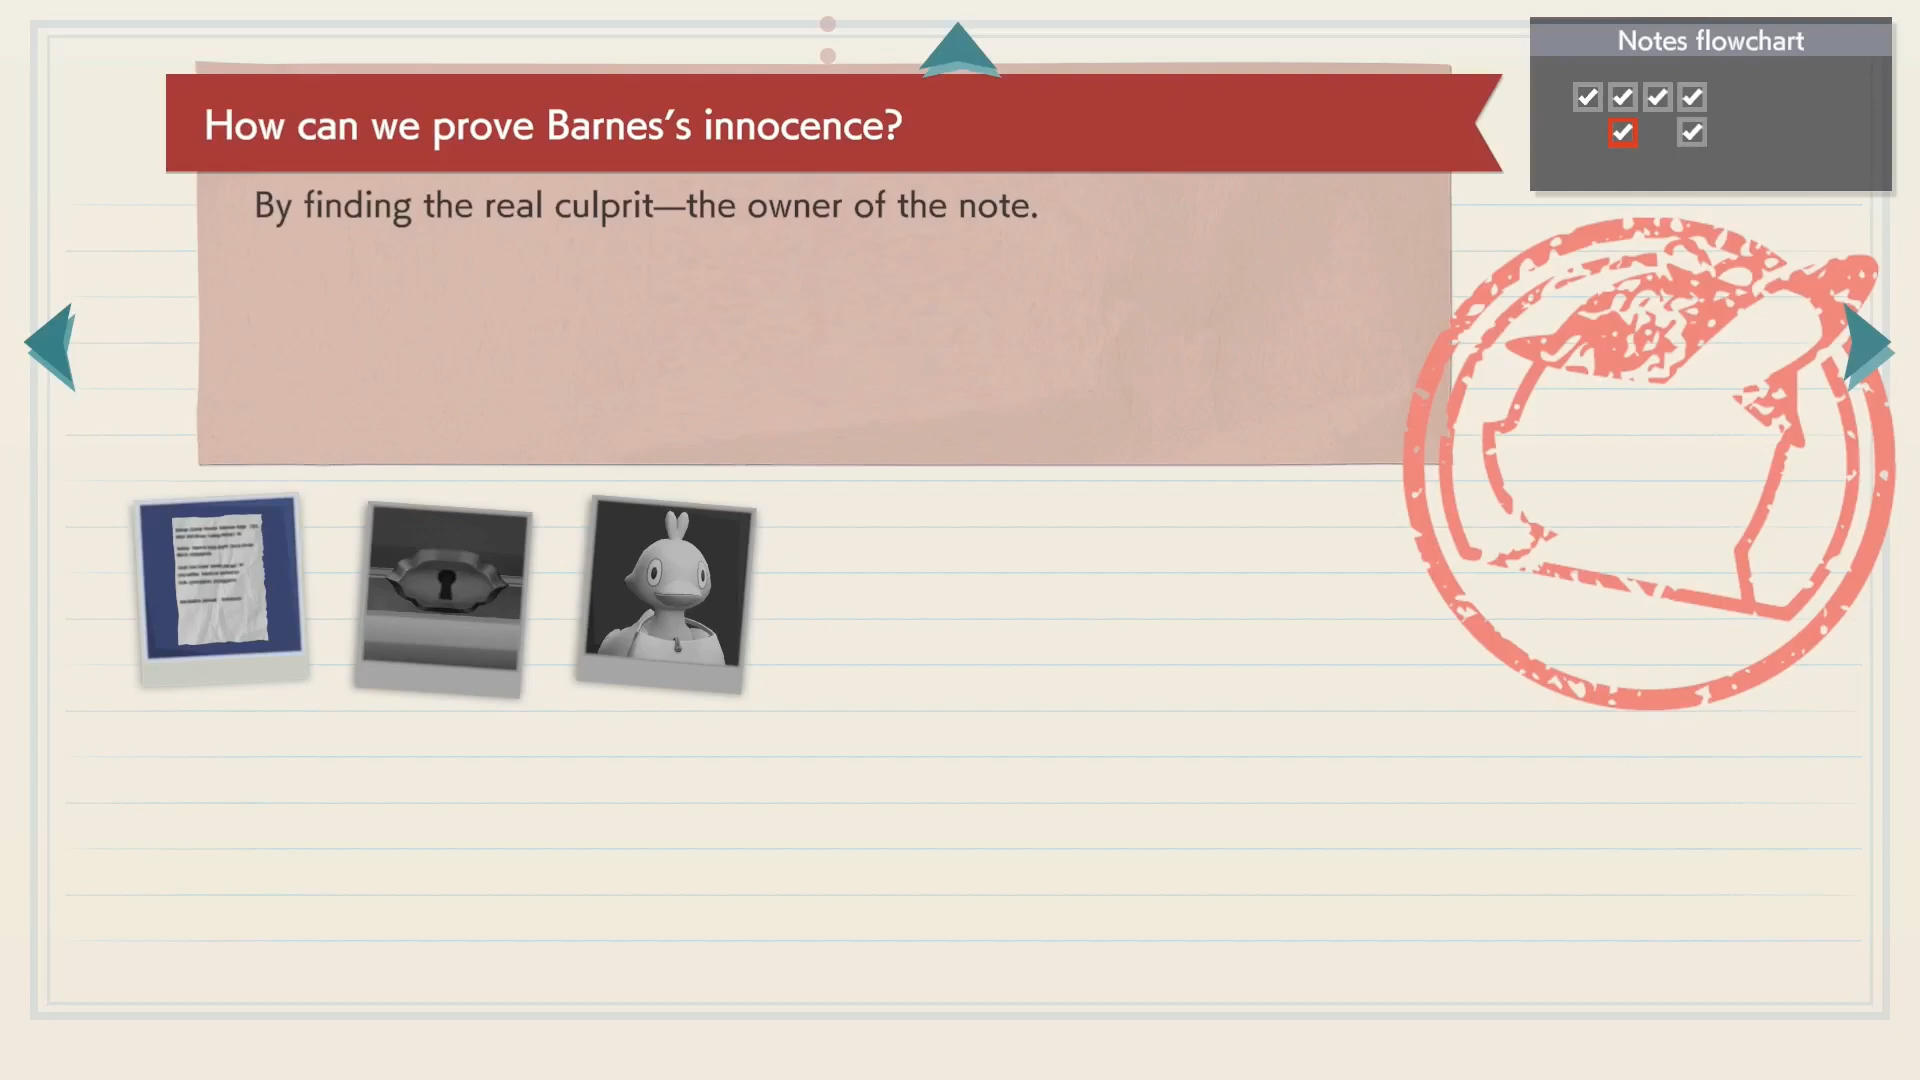 How can we prove Barnes's innocence?
Notes flowchart
By finding the real culprit—the owner of the note.